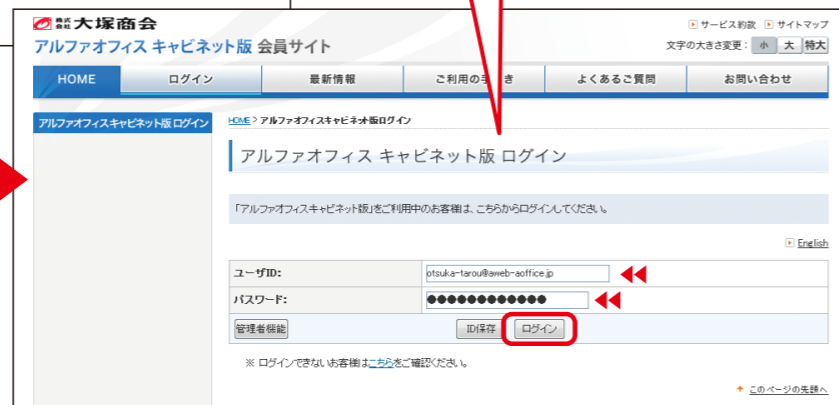 株式会社 大塚商会
サービス約款 サイトマップ
アルファオフィス キャビネット版 会員サイト
文字の大きさ変更： 小 大 特大
HOME ログイン 最新情報 ご利用の手 き よくあるご質問 お問い合わせ
アルファオフィスキャビネット版 ログイン
HOME > アルファオフィスキャビネット版ログイン
アルファオフィス キャビネット版 ログイン
「アルファオフィスキャビネット版」をご利用中のお客様は、こちらからログインしてください。
English
ユーザID: otsuka-tarou@aweb-aoffice.jp
パスワード: ●●●●●●●●●●●●
管理者機能 ID保存 ログイン
※ ログインできないお客様はこちらをご確認ください。
このページの先頭へ